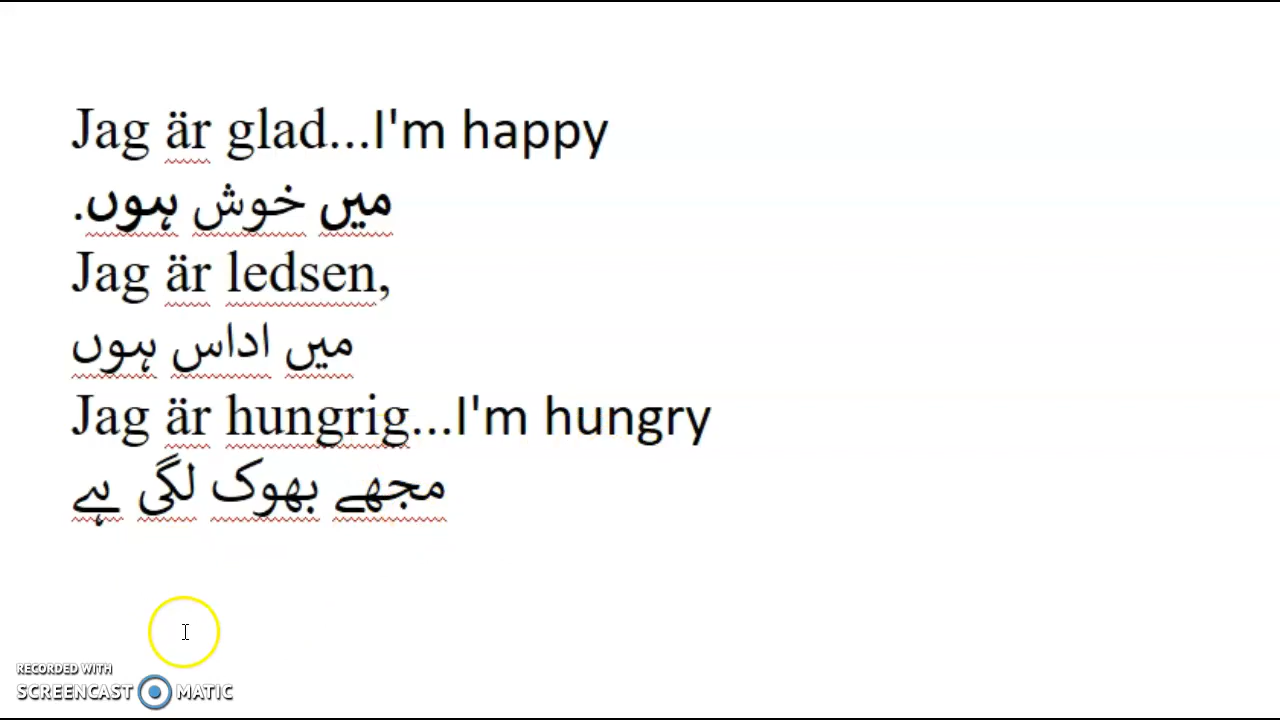 Jag är glad...I'm happy
میں خوش ہوں.
Jag är ledsen,
میں اداس ہوں
Jag är hungrig...I'm hungry
مجھے بھوک لگی ہے
RECORDED WITH
SCREENCAST MATIC